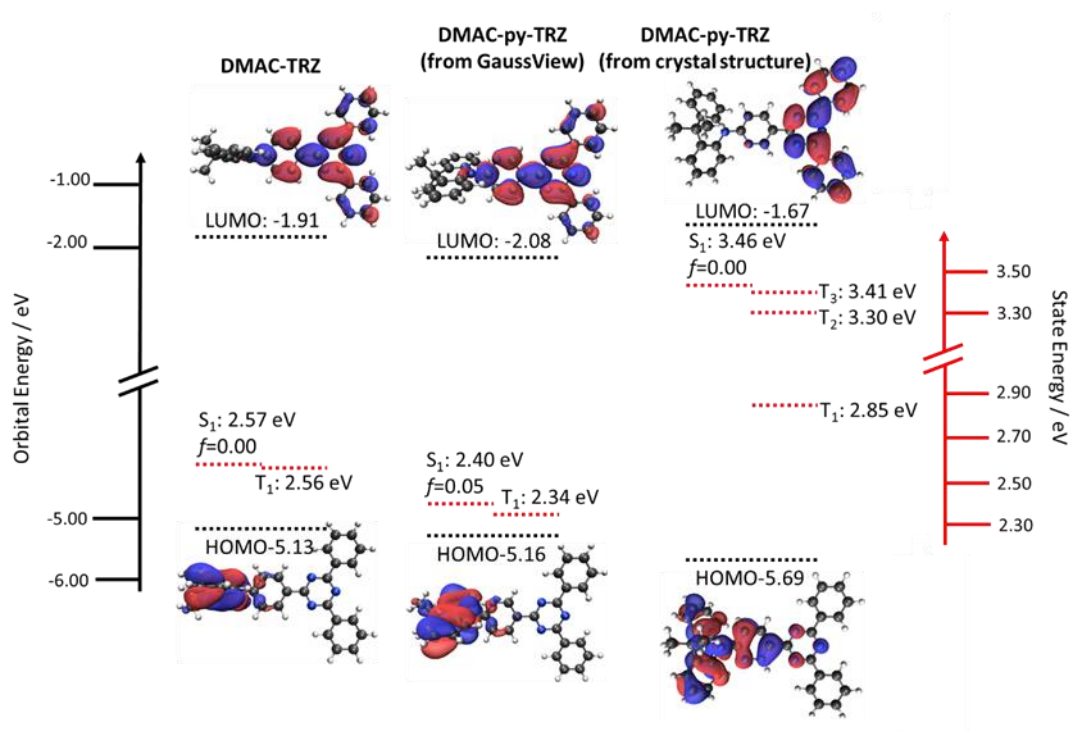 DMAC-TRZ
DMAC-py-TRZ
(from GaussView)
DMAC-py-TRZ
(from crystal structure)
Orbital Energy / eV
-1.00
-2.00
-5.00
-6.00
LUMO: -1.91
S1: 2.57 eV
f=0.00
T1: 2.56 eV
HOMO-5.13
LUMO: -2.08
S1: 2.40 eV
f=0.05
T1: 2.34 eV
HOMO-5.16
LUMO: -1.67
S1: 3.46 eV
f=0.00
T3: 3.41 eV
T2: 3.30 eV
T1: 2.85 eV
HOMO-5.69
3.50
3.30
2.90
2.70
2.50
2.30
State Energy / eV